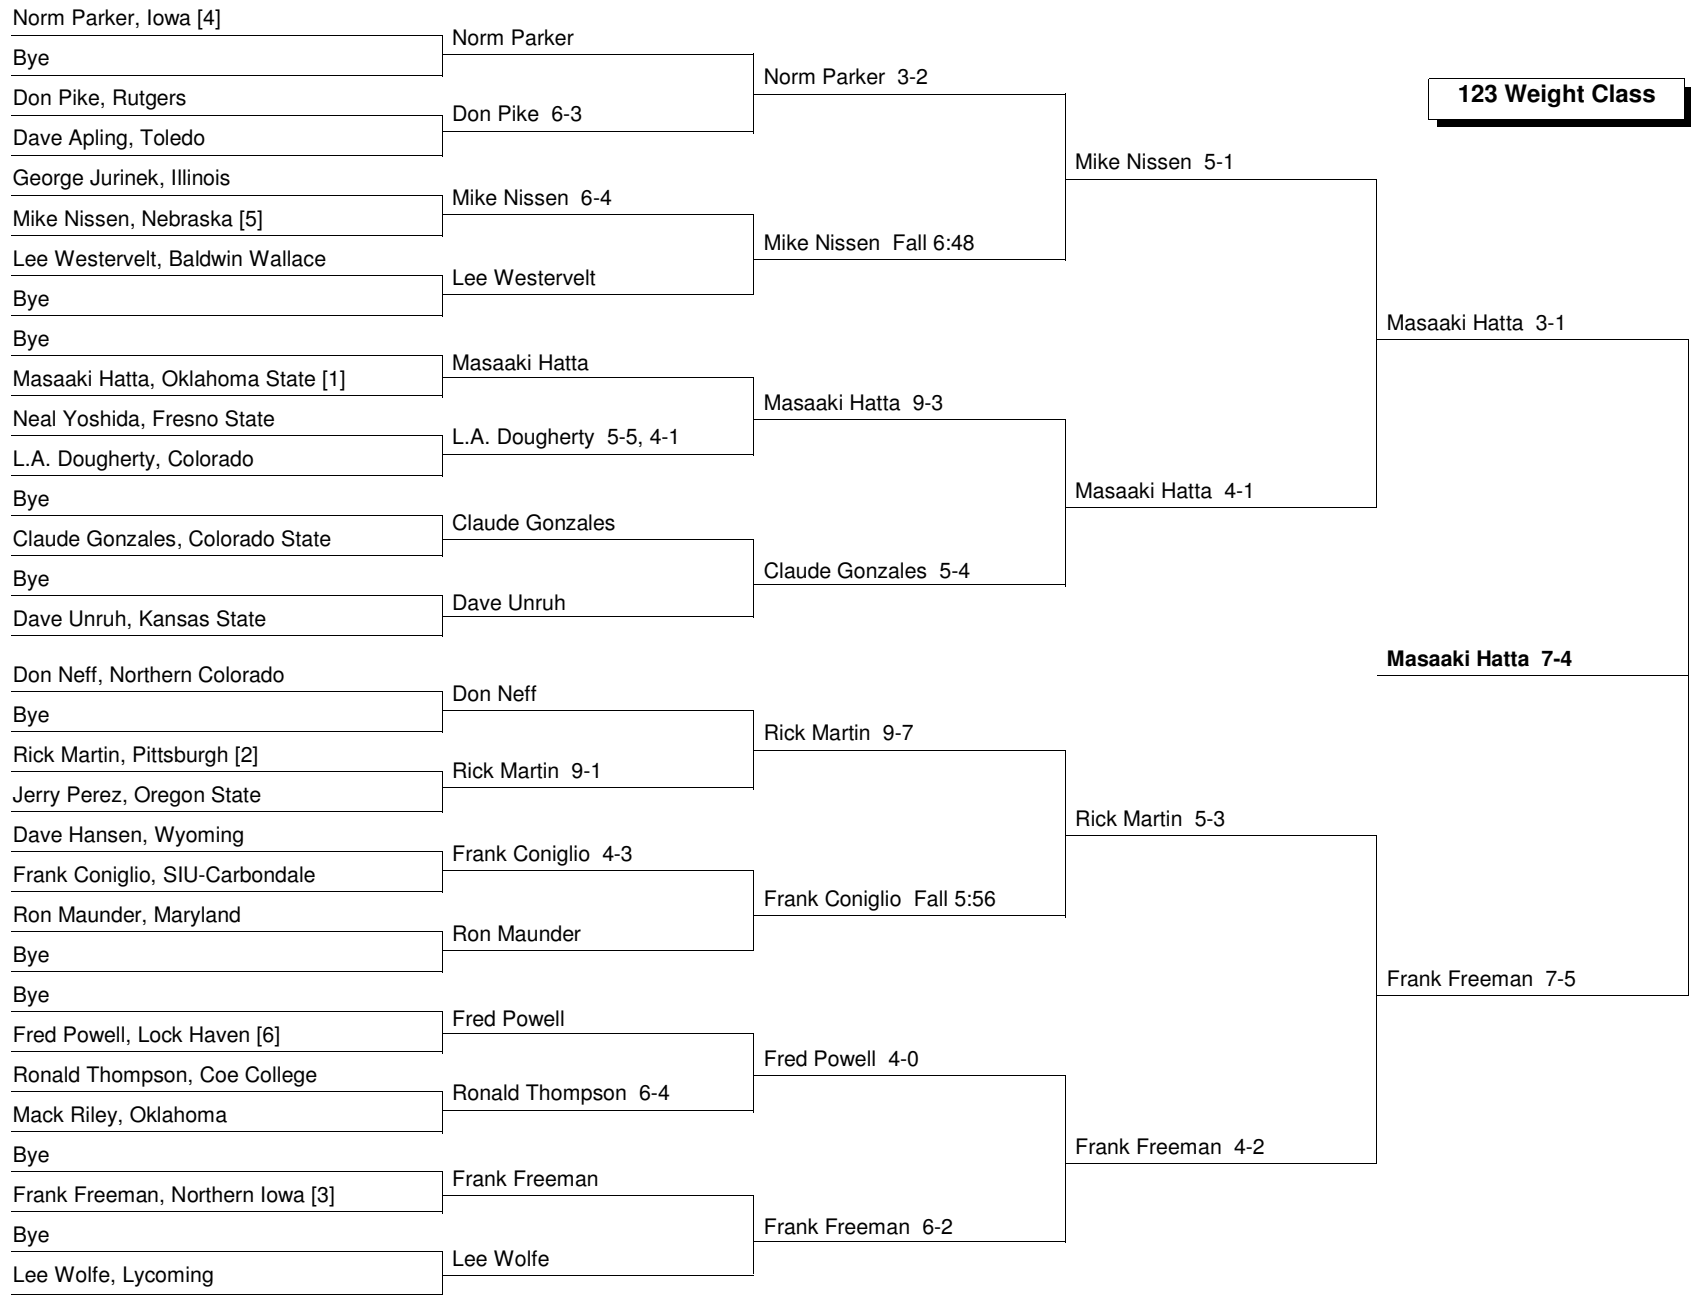 Norm Parker, Iowa [4]
Bye
Don Pike, Rutgers
Dave Apling, Toledo
George Jurinek, Illinois
Mike Nissen, Nebraska [5]
Lee Westervelt, Baldwin Wallace
Bye
Bye
Masaaki Hatta, Oklahoma State [1]
Neal Yoshida, Fresno State
L.A. Dougherty, Colorado
Bye
Claude Gonzales, Colorado State
Bye
Dave Unruh, Kansas State
Don Neff, Northern Colorado
Bye
Rick Martin, Pittsburgh [2]
Jerry Perez, Oregon State
Dave Hansen, Wyoming
Frank Coniglio, SIU-Carbondale
Ron Maunder, Maryland
Bye
Bye
Fred Powell, Lock Haven [6]
Ronald Thompson, Coe College
Mack Riley, Oklahoma
Bye
Frank Freeman, Northern Iowa [3]
Bye
Lee Wolfe, Lycoming
Norm Parker
Don Pike 6-3
Mike Nissen 6-4
Lee Westervelt
Masaaki Hatta
L.A. Dougherty 5-5, 4-1
Claude Gonzales
Dave Unruh
Don Neff
Rick Martin 9-1
Frank Coniglio 4-3
Ron Maunder
Fred Powell
Ronald Thompson 6-4
Frank Freeman
Lee Wolfe
Norm Parker 3-2
Mike Nissen Fall 6:48
Masaaki Hatta 9-3
Claude Gonzales 5-4
Rick Martin 9-7
Frank Coniglio Fall 5:56
Fred Powell 4-0
Frank Freeman 6-2
Mike Nissen 5-1
Masaaki Hatta 4-1
Rick Martin 5-3
Frank Freeman 4-2
123 Weight Class
Masaaki Hatta 3-1
Masaaki Hatta 7-4
Frank Freeman 7-5